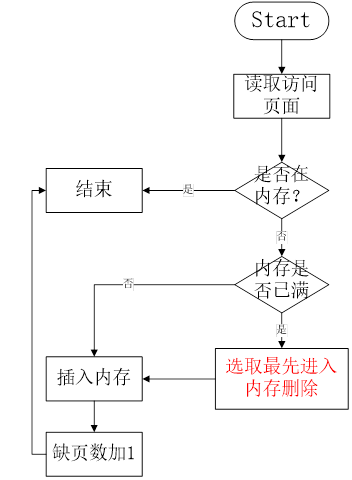 Start
读取访问
页面
是否在
内存？
是
结束
否
内存是
否已满
否
是
选取最先进入
内存删除
插入内存
缺页数加1